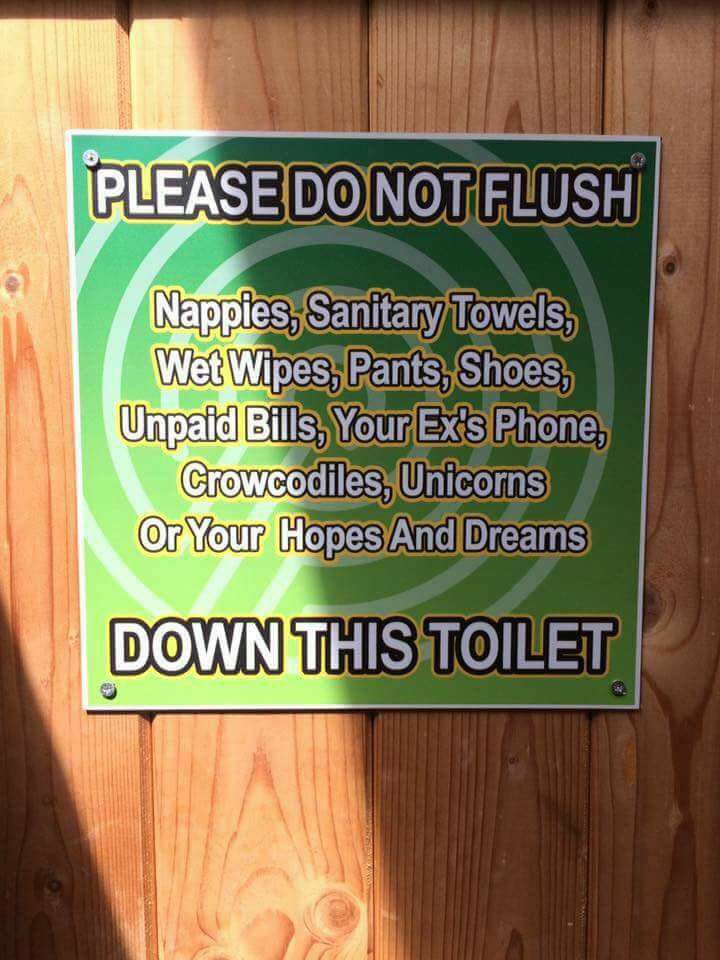 PLEASE DO NOT FLUSH
Nappies, Sanitary Towels,
Wet Wipes, Pants, Shoes,
Unpaid Bills, Your Ex's Phone,
Crowcodiles, Unicorns
Or Your Hopes And Dreams
DOWN THIS TOILET